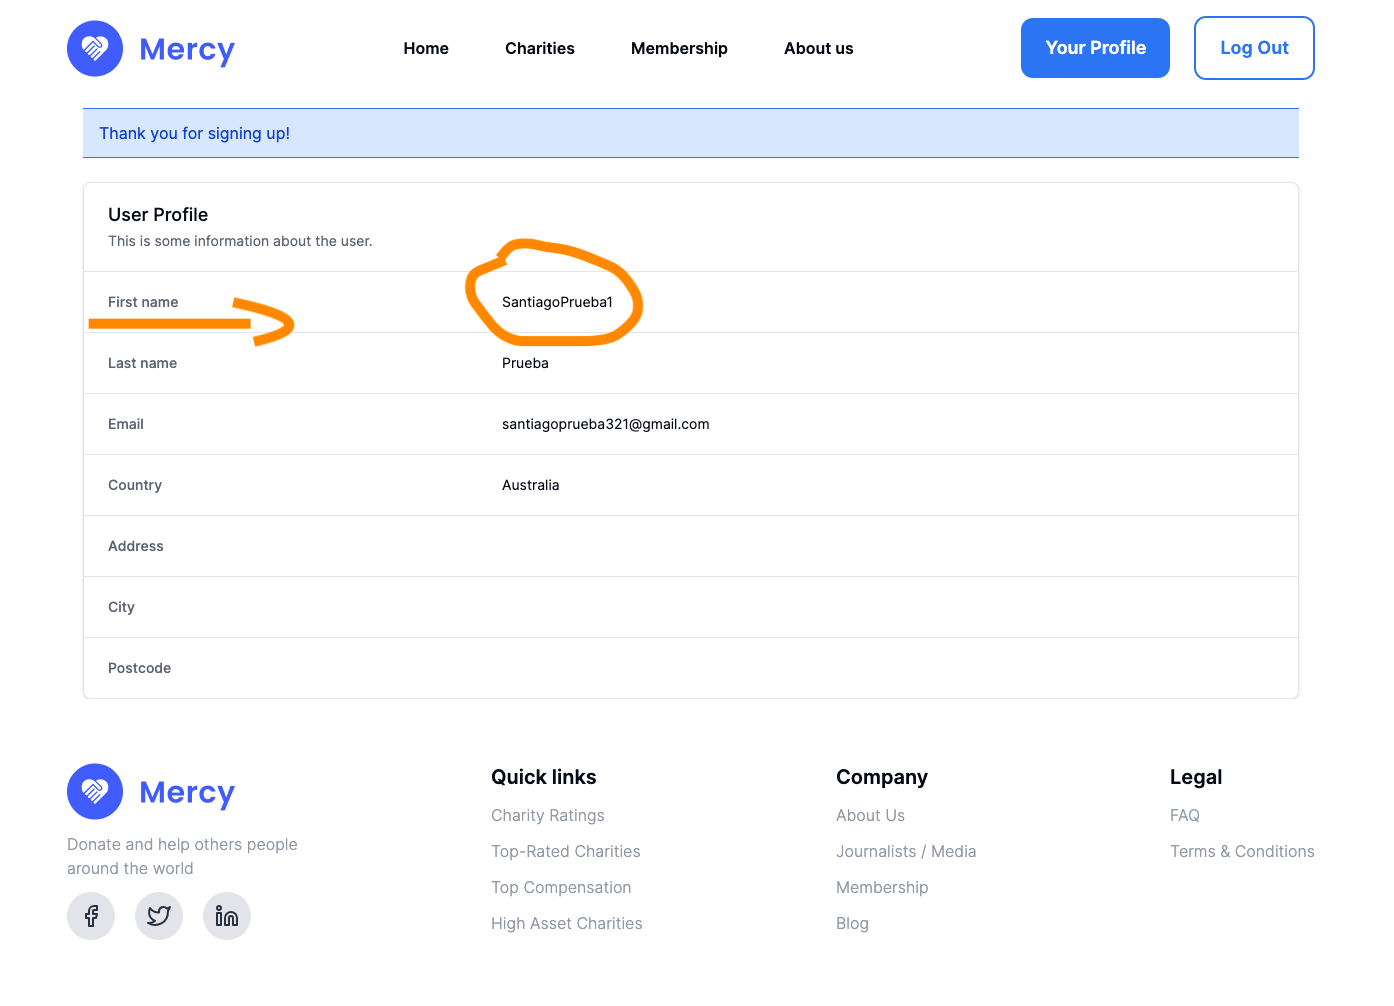 Mercy
Home
Charities
Membership
About us
Your Profile
Log Out
Thank you for signing up!
User Profile
This is some information about the user.
First name
SantiagoPrueba1
Last name
Prueba
Email
santiagoprueba321@gmail.com
Country
Australia
Address
City
Postcode
Mercy
Donate and help others people
around the world
Quick links
Charity Ratings
Top-Rated Charities
Top Compensation
High Asset Charities
Company
About Us
Journalists / Media
Membership
Blog
Legal
FAQ
Terms & Conditions